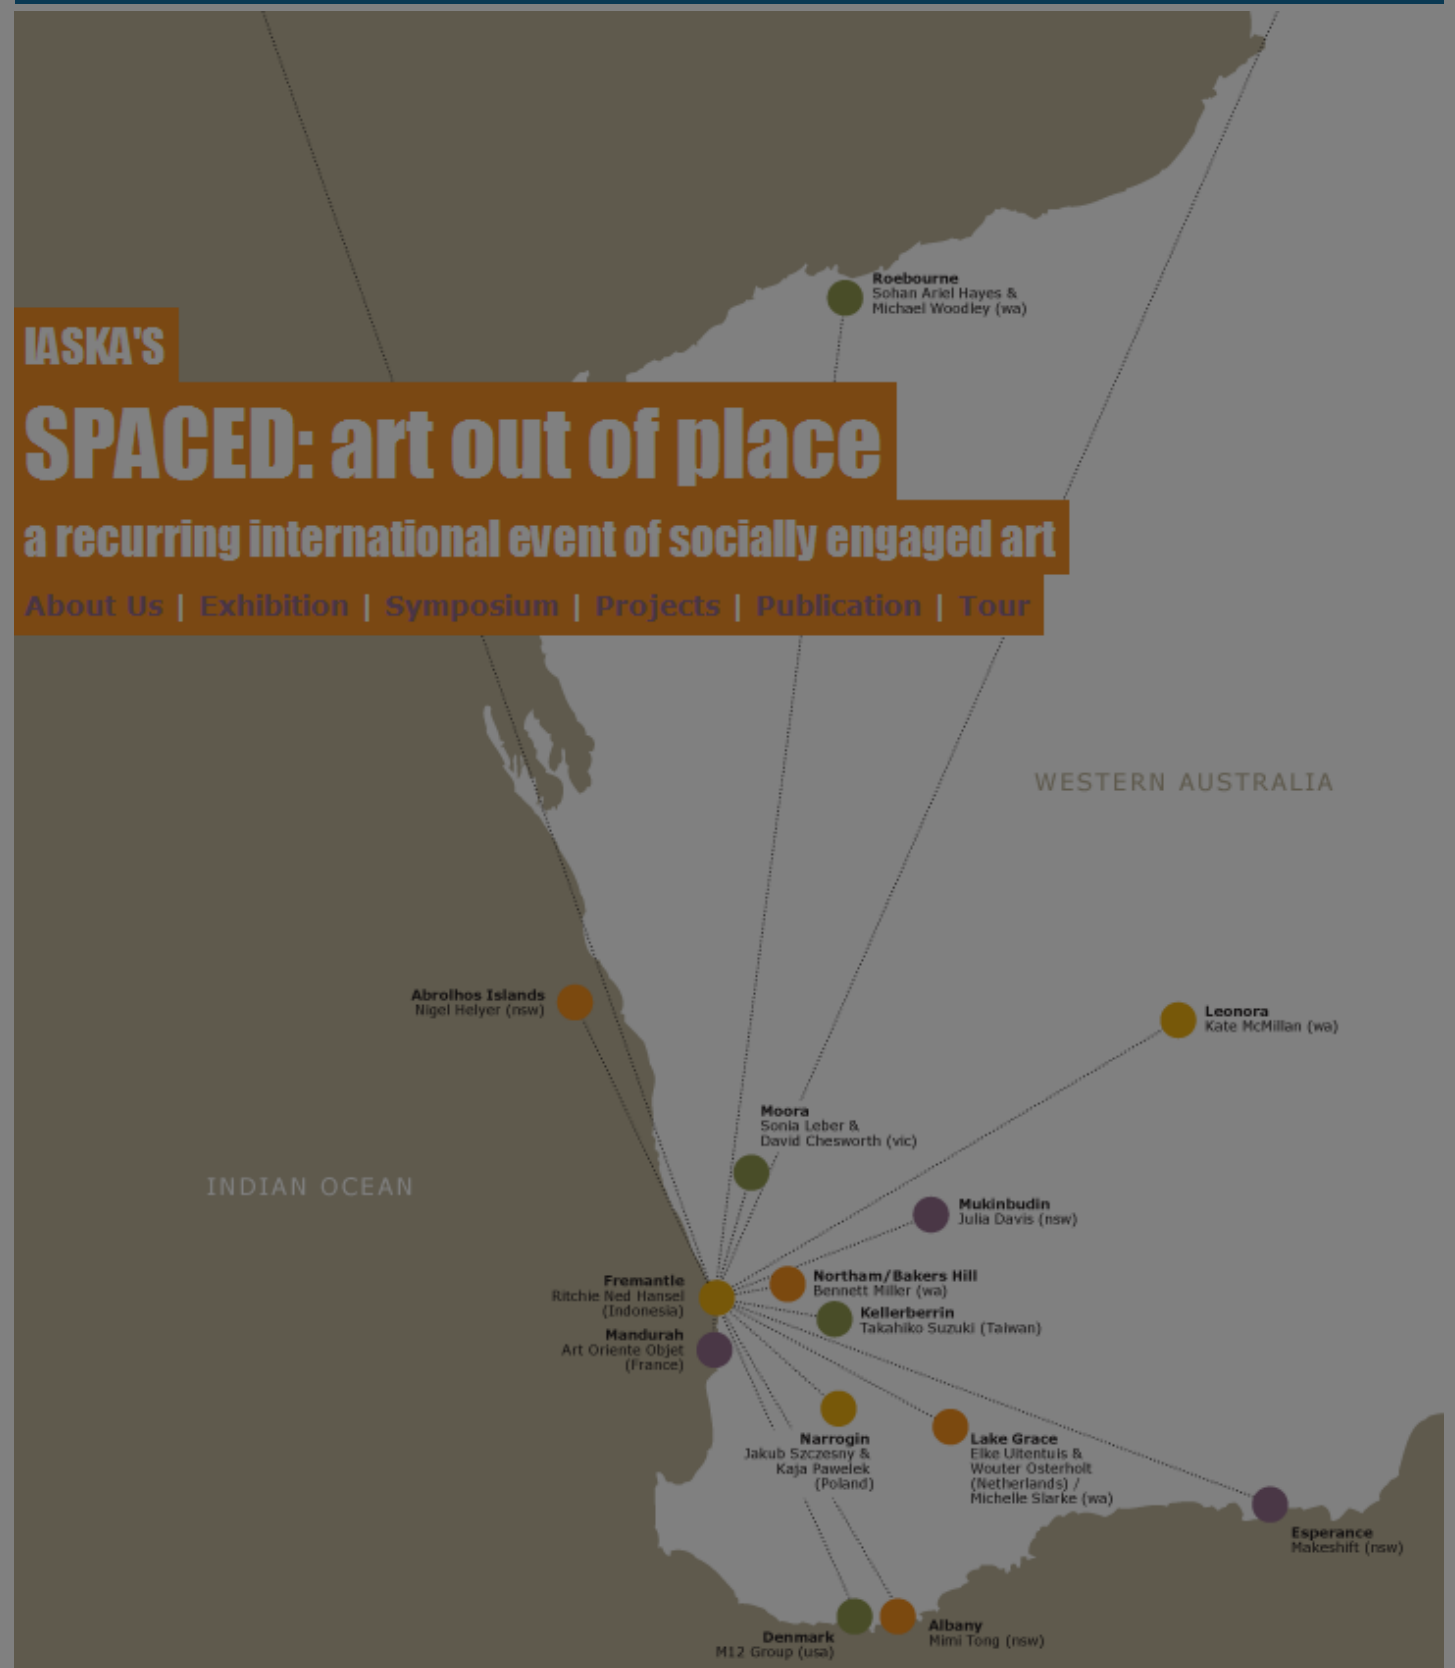 Roebourne
Sohan Ariel Hayes &
Michael Woodley (wa)
IASKA'S
SPACED: art out of place
a recurring international event of socially engaged art
About Us | Exhibition | Symposium | Projects | Publication | Tour
WESTERN AUSTRALIA
Abrolhos Islands
Nigel Helyer (nsw)
Leonora
Kate McMillan (wa)
Moora
Sonia Leber &
David Chesworth (vic)
INDIAN OCEAN
Mukinbudin
Julia Davis (nsw)
Northam/Bakers Hill
Bennett Miller (wa)
Fremantle
Ritchie Ned Hansel
(Indonesia)
Kellerberrin
Takahiko Suzuki (Taiwan)
Mandurah
Art Oriente Objet
(France)
Narrogin
Jakub Szczesny &
Kaja Pawelek
(Poland)
Lake Grace
Elke Uitentuis &
Wouter Osterholt
(Netherlands) /
Michelle Slarke (wa)
Esperance
Makeshift (nsw)
Denmark
M12 Group (usa)
Albany
Mimi Tong (nsw)